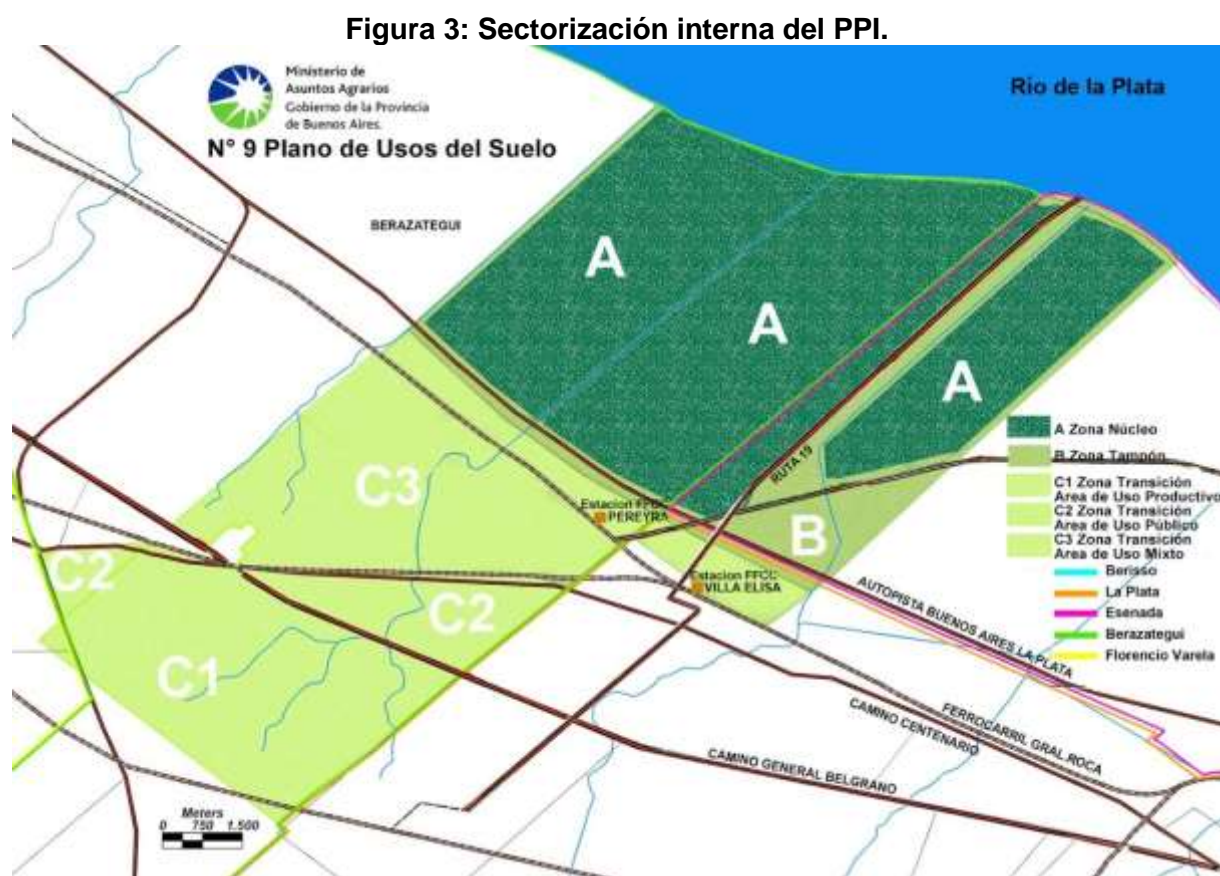 Figura 3: Sectorización interna del PPI.
Ministerio de
Asuntos Agrarios
Gobierno de la Provincia
de Buenos Aires.
N° 9 Plano de Usos del Suelo
Rio de la Plata
BERAZATEGUI
A
A
A
RUTA 19
C3
Estacion FFCC
PEREYRA
B
Estacion FFCC
VILLA ELISA
C2
C2
C1
A Zona Núcleo
B Zona Tampón
C1 Zona Transición
Area de Uso Productivo
C2 Zona Transición
Area de Uso Público
C3 Zona Transición
Area de Uso Mixto
Berisso
La Plata
Esenada
Berazategui
Florencio Varela
AUTOPISTA BUENOS AIRES LA PLATA
FERROCARRIL GRAL.ROCA
CAMINO CENTENARIO
CAMINO GENERAL BELGRANO
Meters
0 750 1.500